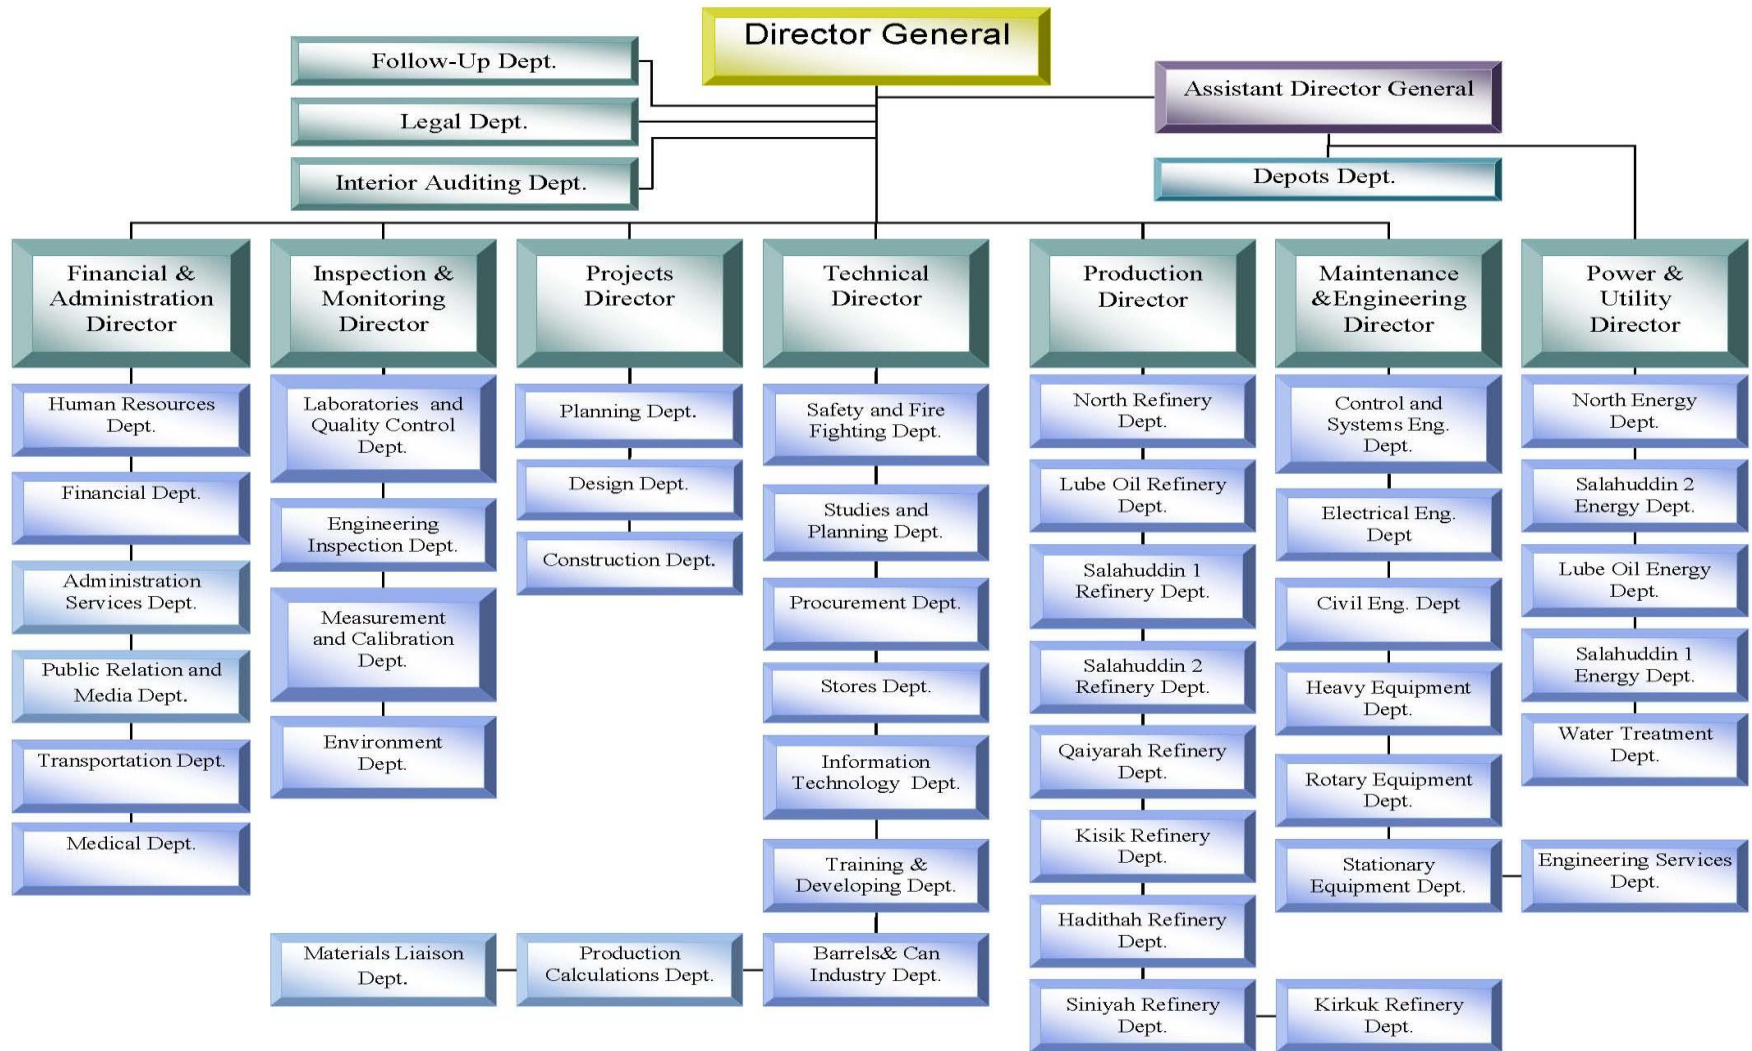 Director General
Follow-Up Dept.
Legal Dept.
Interior Auditing Dept.
Assistant Director General
Depots Dept.
Financial &
Administration
Director
Human Resources
Dept.
Financial Dept.
Administration
Services Dept.
Public Relation and
Media Dept.
Transportation Dept.
Medical Dept.
Inspection &
Monitoring
Director
Laboratories and
Quality Control
Dept.
Engineering
Inspection Dept.
Measurement
and Calibration
Dept.
Environment
Dept.
Projects
Director
Planning Dept.
Design Dept.
Construction Dept.
Technical
Director
Safety and Fire
Fighting Dept.
Studies and
Planning Dept.
Procurement Dept.
Stores Dept.
Information
Technology Dept.
Training &
Developing Dept.
Barrels& Can
Industry Dept.
Production
Calculations Dept.
Materials Liaison
Dept.
Production
Director
North Refinery
Dept.
Lube Oil Refinery
Dept.
Salahuddin 1
Refinery Dept.
Salahuddin 2
Refinery Dept.
Qaiyarah Refinery
Dept.
Kisik Refinery
Dept.
Hadithah Refinery
Dept.
Siniyah Refinery
Dept.
Kirkuk Refinery
Dept.
Maintenance
&Engineering
Director
Control and
Systems Eng.
Dept.
Electrical Eng.
Dept
Civil Eng. Dept
Heavy Equipment
Dept.
Rotary Equipment
Dept.
Stationary
Equipment Dept.
Engineering Services
Dept.
Power &
Utility
Director
North Energy
Dept.
Salahuddin 2
Energy Dept.
Lube Oil Energy
Dept.
Salahuddin 1
Energy Dept.
Water Treatment
Dept.